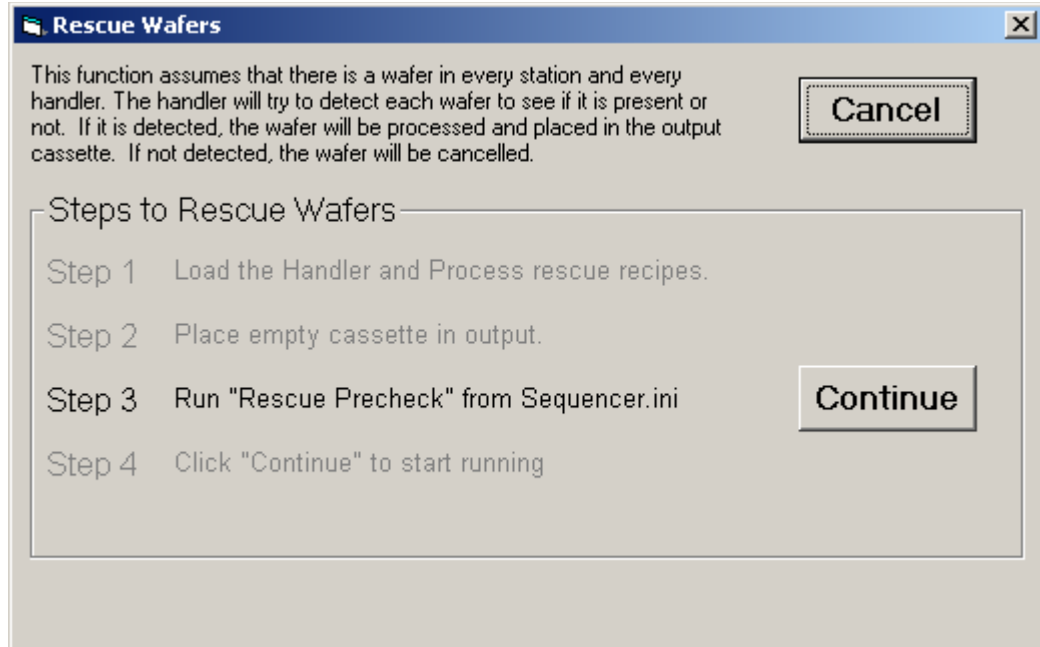 Rescue Wafers
This function assumes that there is a wafer in every station and every
handler. The handler will try to detect each wafer to see if it is present or
not.  If it is detected, the wafer will be processed and placed in the output
cassette.  If not detected, the wafer will be cancelled.
Cancel
Steps to Rescue Wafers
Step 1 Load the Handler and Process rescue recipes.
Step 2 Place empty cassette in output.
Step 3 Run "Rescue Precheck" from Sequencer.ini
Continue
Step 4 Click "Continue" to start running